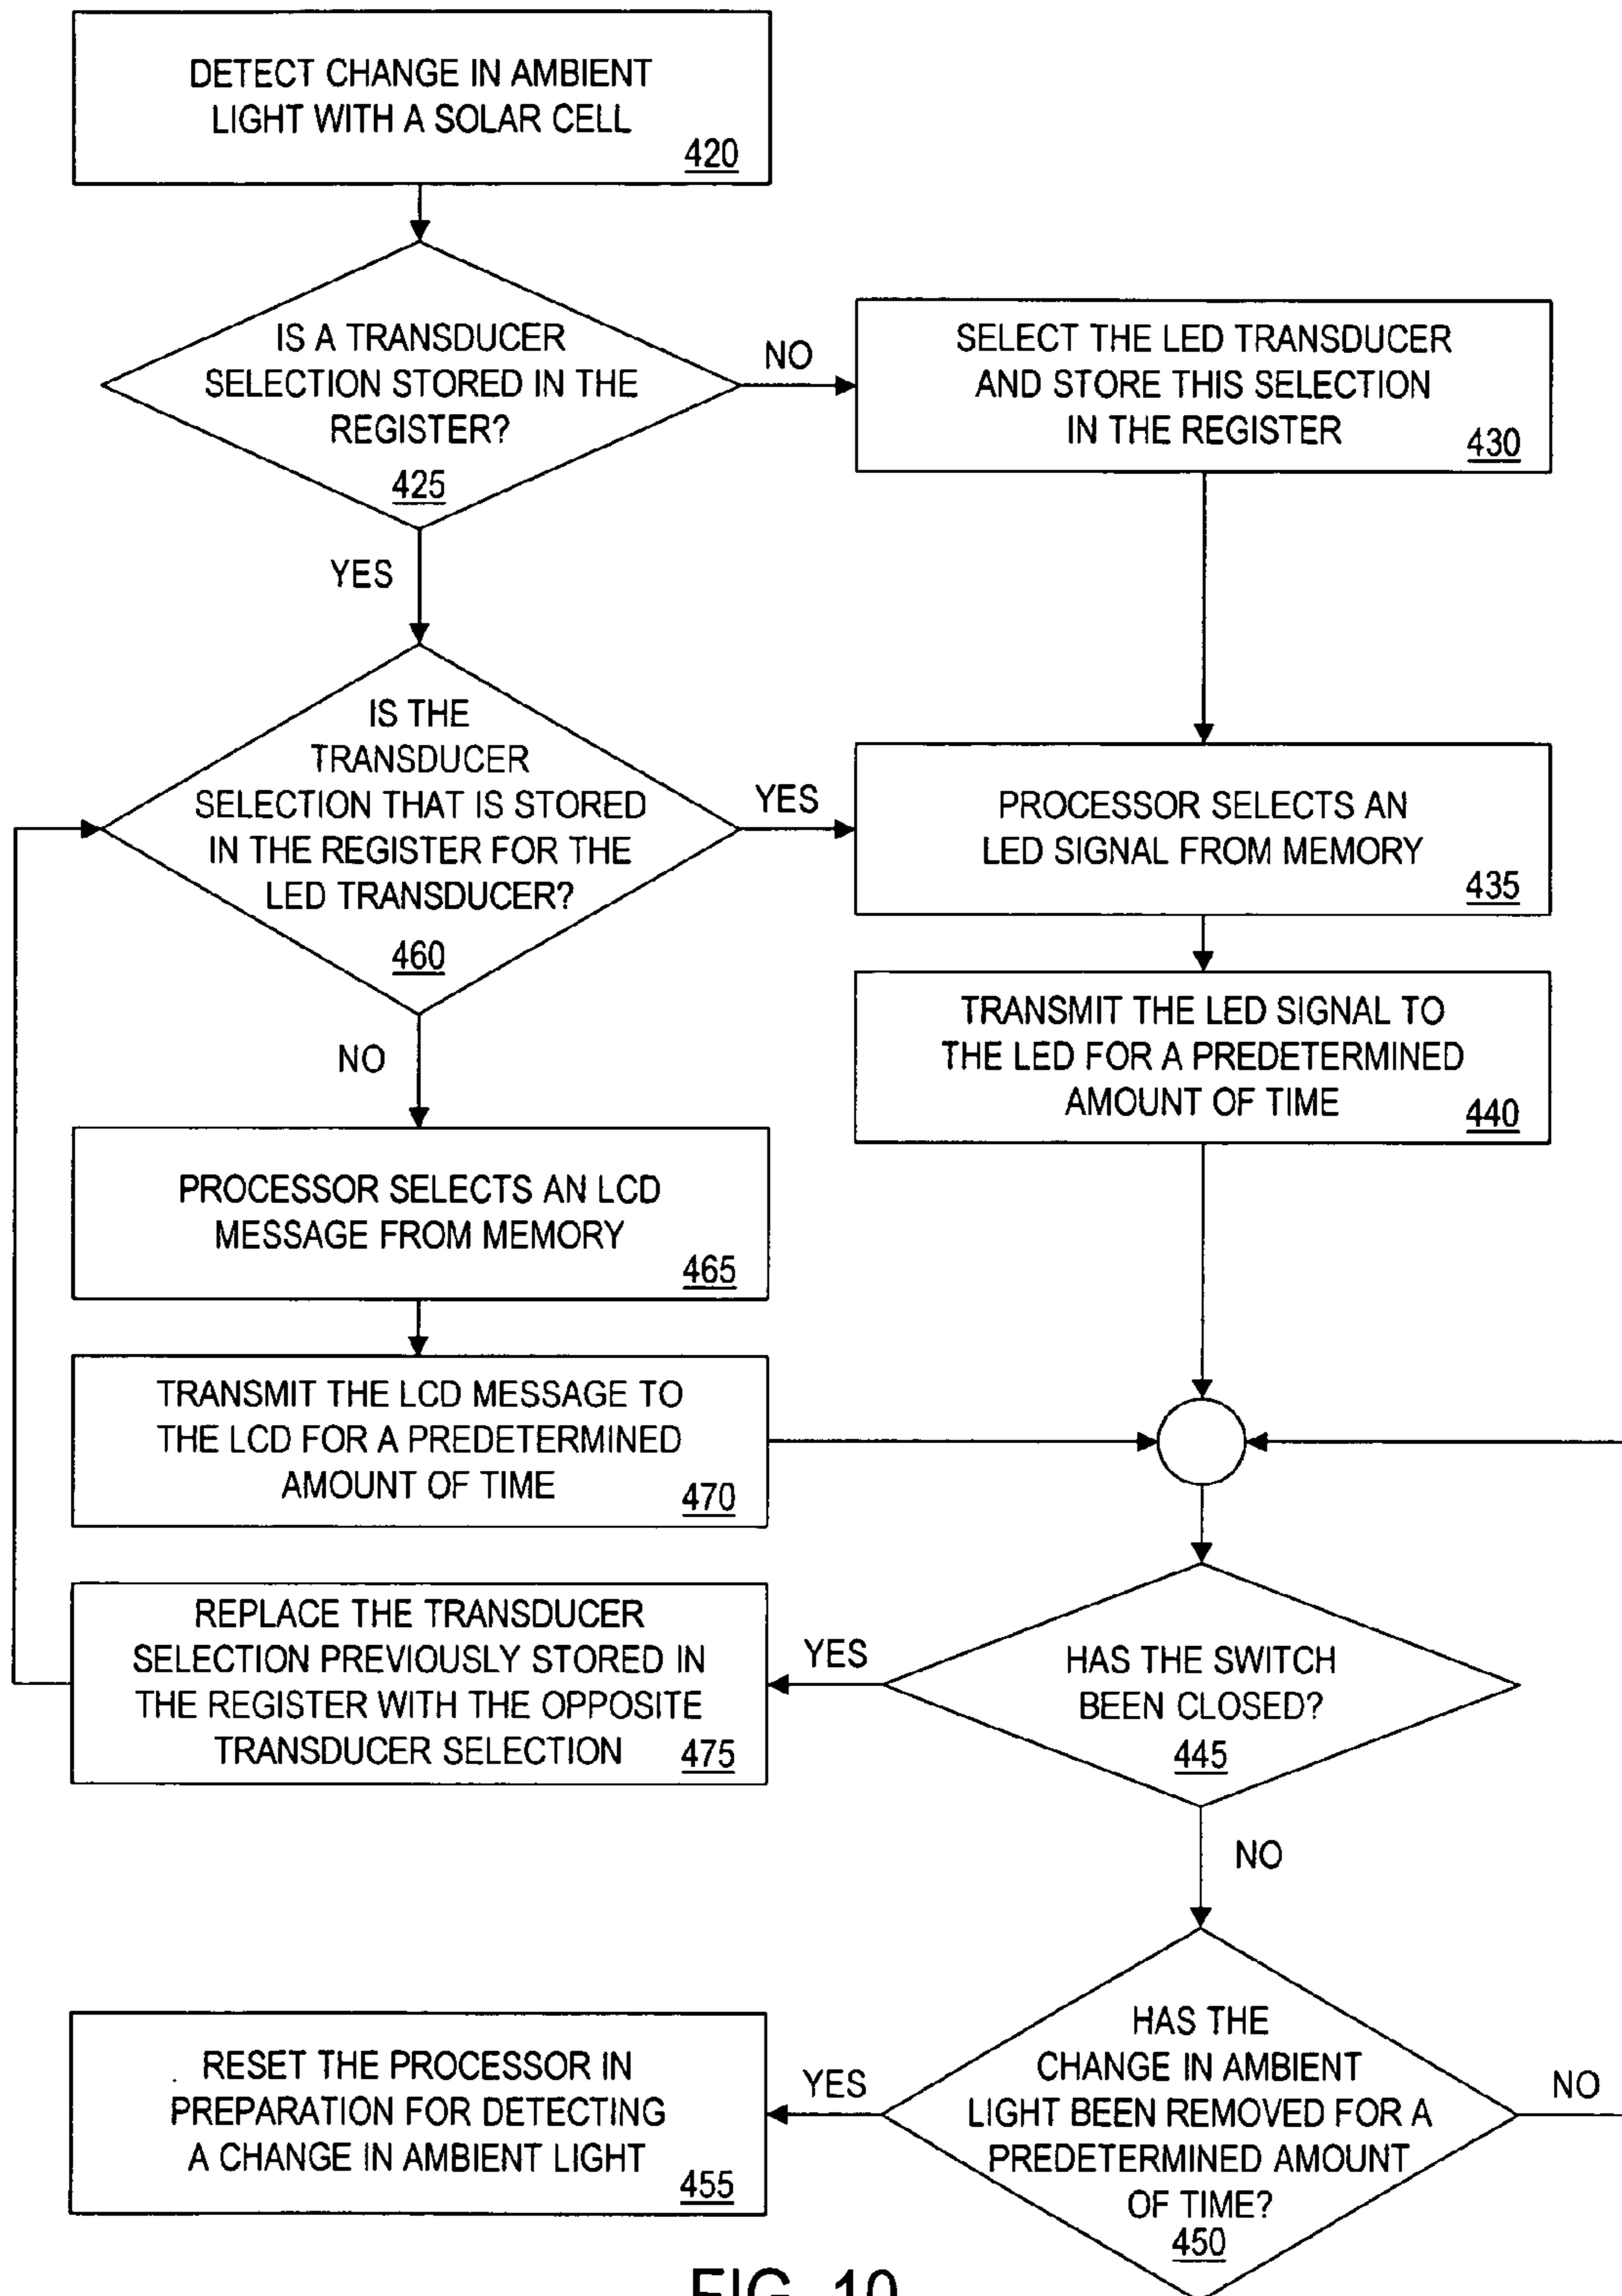 DETECT CHANGE IN AMBIENT
LIGHT WITH A SOLAR CELL
420
IS A TRANSDUCER
SELECTION STORED IN THE
REGISTER?
425
NO
SELECT THE LED TRANSDUCER
AND STORE THIS SELECTION
IN THE REGISTER
430
YES
IS THE
TRANSDUCER
SELECTION THAT IS STORED
IN THE REGISTER FOR THE
LED TRANSDUCER?
460
YES
PROCESSOR SELECTS AN
LED SIGNAL FROM MEMORY
435
TRANSMIT THE LED SIGNAL TO
THE LED FOR A PREDETERMINED
AMOUNT OF TIME
440
NO
PROCESSOR SELECTS AN LCD
MESSAGE FROM MEMORY
465
TRANSMIT THE LCD MESSAGE TO
THE LCD FOR A PREDETERMINED
AMOUNT OF TIME
470
REPLACE THE TRANSDUCER
SELECTION PREVIOUSLY STORED IN
THE REGISTER WITH THE OPPOSITE
TRANSDUCER SELECTION
475
YES
HAS THE SWITCH
BEEN CLOSED?
445
NO
HAS THE
CHANGE IN AMBIENT
LIGHT BEEN REMOVED FOR A
PREDETERMINED AMOUNT
OF TIME?
450
NO
YES
RESET THE PROCESSOR IN
PREPARATION FOR DETECTING
A CHANGE IN AMBIENT LIGHT
455
FIG. 10